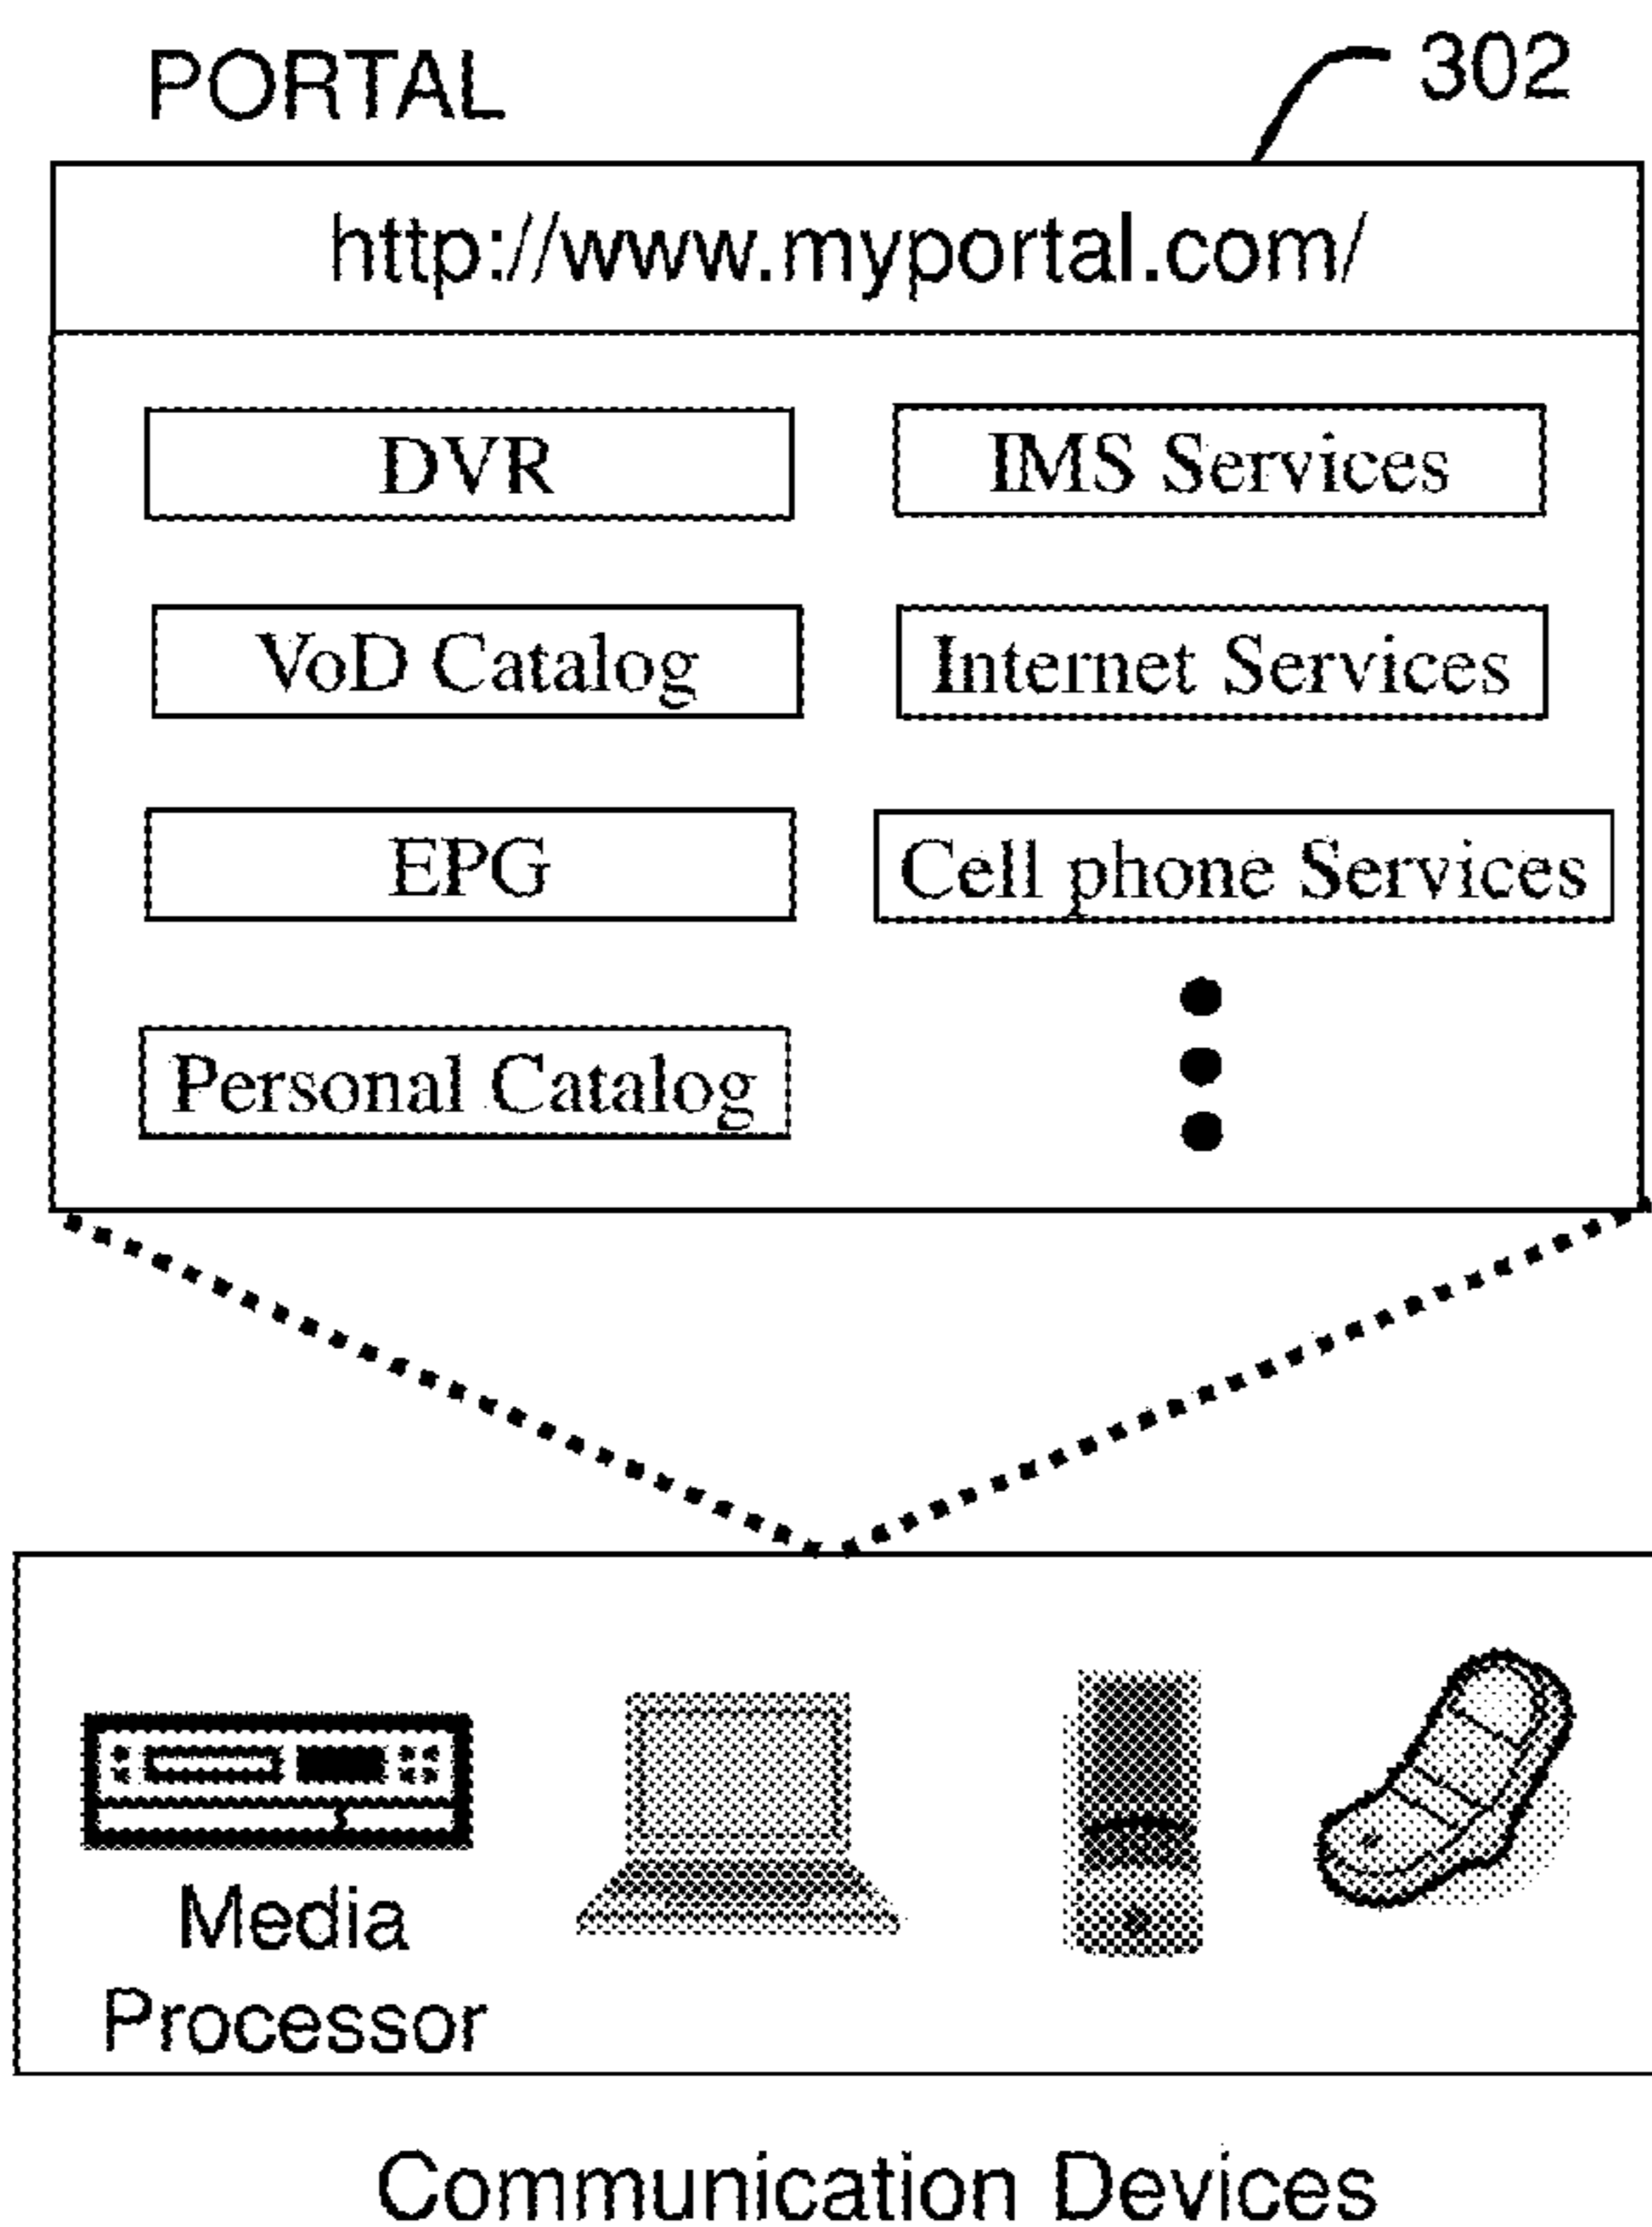 PORTAL
302
http://www.myportal.com/
DVR
IMS Services
VoD Catalog
Internet Services
EPG
Cell phone Services
Personal Catalog
Media
Processor
Communication Devices